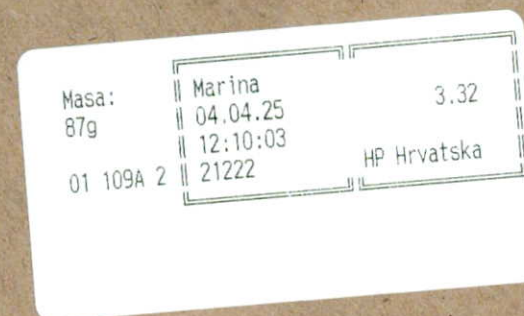 Masa:
87g
01 109A 2
Marina
04.04.25
12:10:03
21222
3.32
HP Hrvatska